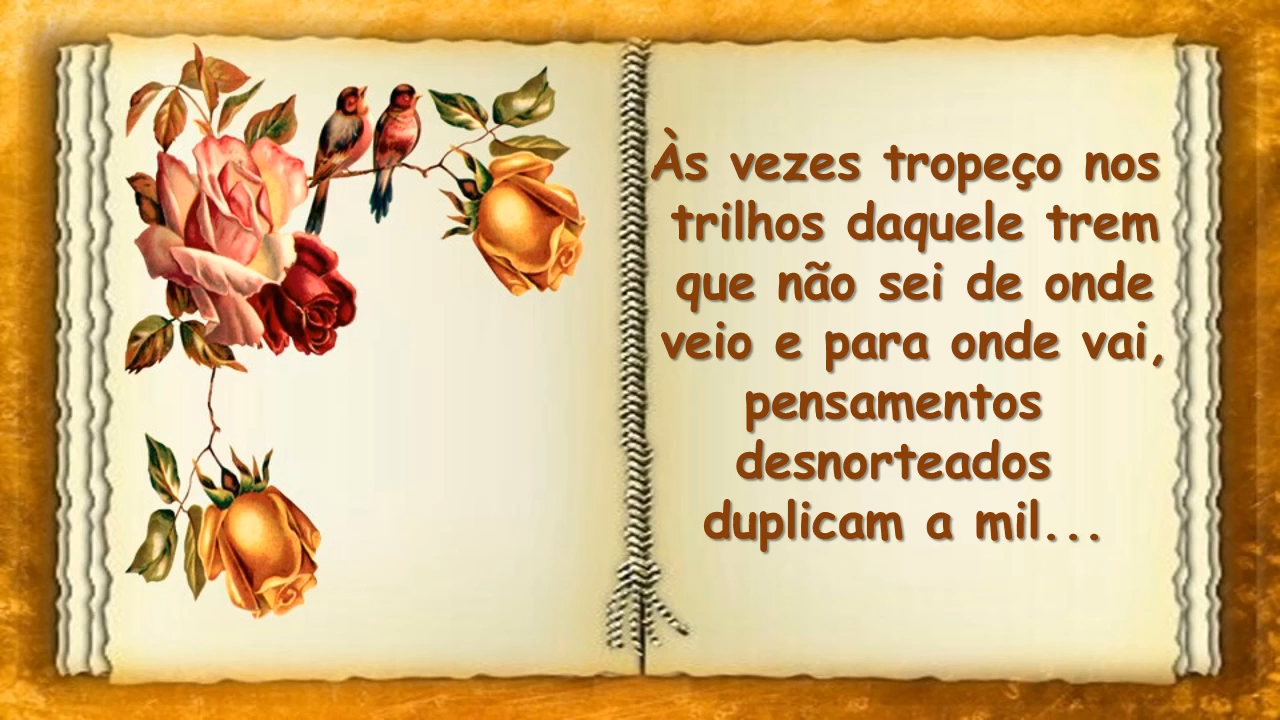 Às vezes tropeço nos
trilhos daquele trem
que não sei de onde
veio e para onde vai,
pensamentos
desnorteados
duplicam a mil...